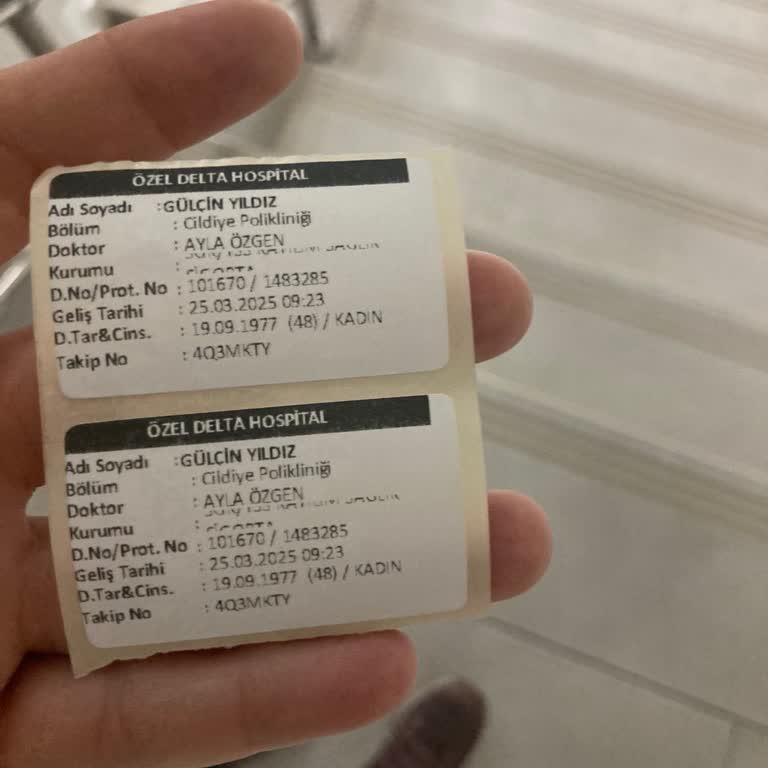 ÖZEL DELTA HOSPİTAL
Adı Soyadı :GÜLÇİN YILDIZ
Bölüm : Cildiye Polikliniği
Doktor : AYLA ÖZGEN
Kurumu :
D.No/Prot. No : 101670 / 1483285
Geliş Tarihi : 25.03.2025 09:23
D.Tar&Cins. : 19.09.1977 (48) / KADIN
Takip No : 4Q3MKTY
ÖZEL DELTA HOSPİTAL
Adı Soyadı :GÜLÇİN YILDIZ
Bölüm : Cildiye Polikliniği
Doktor : AYLA ÖZGEN
Kurumu :
D.No/Prot. No : 101670 / 1483285
Geliş Tarihi : 25.03.2025 09:23
D.Tar&Cins. : 19.09.1977 (48) / KADIN
Takip No : 4Q3MKTY